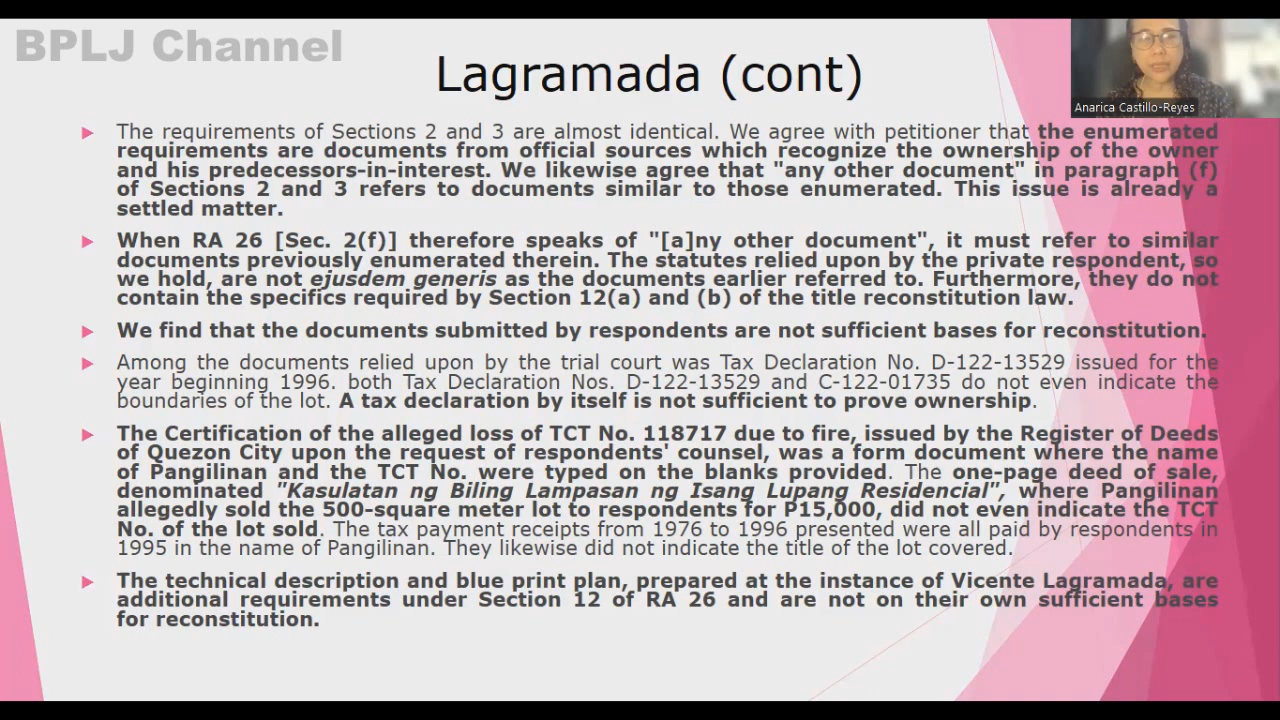 BPLJ Channel
Lagramada (cont)
Anarica Castillo-Reyes
The requirements of Sections 2 and 3 are almost identical. We agree with petitioner that the enumerated
requirements are documents from official sources which recognize the ownership of the owner
and his predecessors-in-interest. We likewise agree that "any other document" in paragraph (f)
of Sections 2 and 3 refers to documents similar to those enumerated. This issue is already a
settled matter.
When RA 26 [Sec. 2(f)] therefore speaks of "[a]ny other document", it must refer to similar
documents previously enumerated therein. The statutes relied upon by the private respondent, so
we hold, are not ejusdem generis as the documents earlier referred to. Furthermore, they do not
contain the specifics required by Section 12(a) and (b) of the title reconstitution law.
We find that the documents submitted by respondents are not sufficient bases for reconstitution.
Among the documents relied upon by the trial court was Tax Declaration No. D-122-13529 issued for the
year beginning 1996. both Tax Declaration Nos. D-122-13529 and C-122-01735 do not even indicate the
boundaries of the lot. A tax declaration by itself is not sufficient to prove ownership.
The Certification of the alleged loss of TCT No. 118717 due to fire, issued by the Register of Deeds
of Quezon City upon the request of respondents' counsel, was a form document where the name
of Pangilinan and the TCT No. were typed on the blanks provided. The one-page deed of sale,
denominated "Kasulatan ng Biling Lampasan ng Isang Lupang Residencial", where Pangilinan
allegedly sold the 500-square meter lot to respondents for P15,000, did not even indicate the TCT
No. of the lot sold. The tax payment receipts from 1976 to 1996 presented were all paid by respondents in
1995 in the name of Pangilinan. They likewise did not indicate the title of the lot covered.
The technical description and blue print plan, prepared at the instance of Vicente Lagramada, are
additional requirements under Section 12 of RA 26 and are not on their own sufficient bases
for reconstitution.